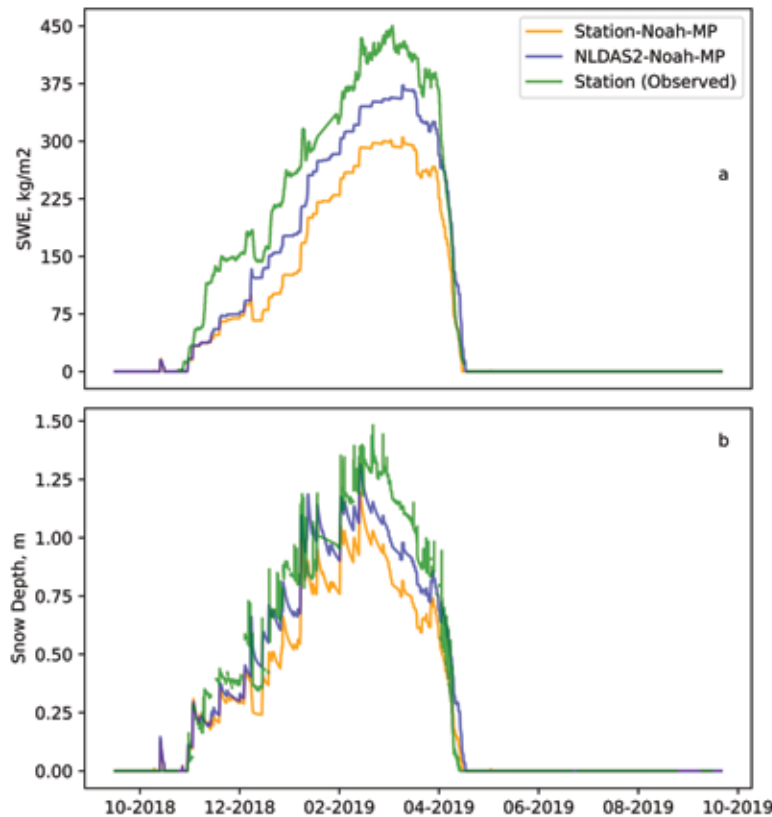 450
375
300
225
150
75
0
SWE, kg/m2
Station-Noah-MP
NLDAS2-Noah-MP
Station (Observed)
a
1.50
1.25
1.00
0.75
0.50
0.25
0.00
Snow Depth, m
b
10-2018 12-2018 02-2019 04-2019 06-2019 08-2019 10-2019